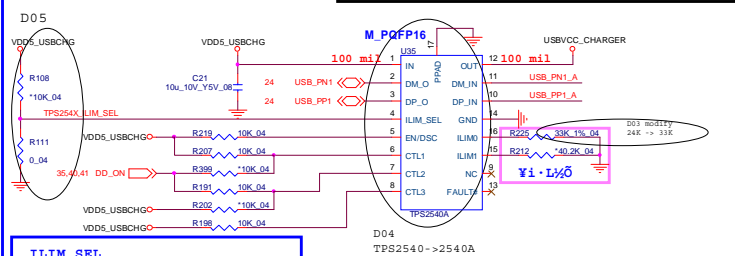 D05
VDD5_USBCHG
R108
*10K_04
TPS254X_ILIM_SEL
R111
0_04
VDD5_USBCHG
C21
10u_10V_Y5V_08
24 USB_PN1
24 USB_PP1
VDD5_USBCHG
R219 10K_04
R207 10K_04
35,40,41 DD_ON
R399 *10K_04
R191 10K_04
VDD5_USBCHG
R202 *10K_04
VDD5_USBCHG
R198 10K_04
M_PQFP16
U35
17
PPAD
100 mil
1 IN
2 DM_O
3 DP_O
4 ILIM_SEL
5 EN/DSC
6 CTL1
7 CTL2
8 CTL3
OUT 12
DM_IN 11
DP_IN 10
GND 14
ILIM0 16
ILIM1 15
NC 9
FAULT# 13
TPS2540A
100 mil
USBVCC_CHARGER
USB_PN1_A
USB_PP1_A
R225 33K_1%_04
R212 *40.2K_04
¥i·L½Õ
D03 modify
24K -> 33K
D04
TPS2540->2540A
ILIM_SEL